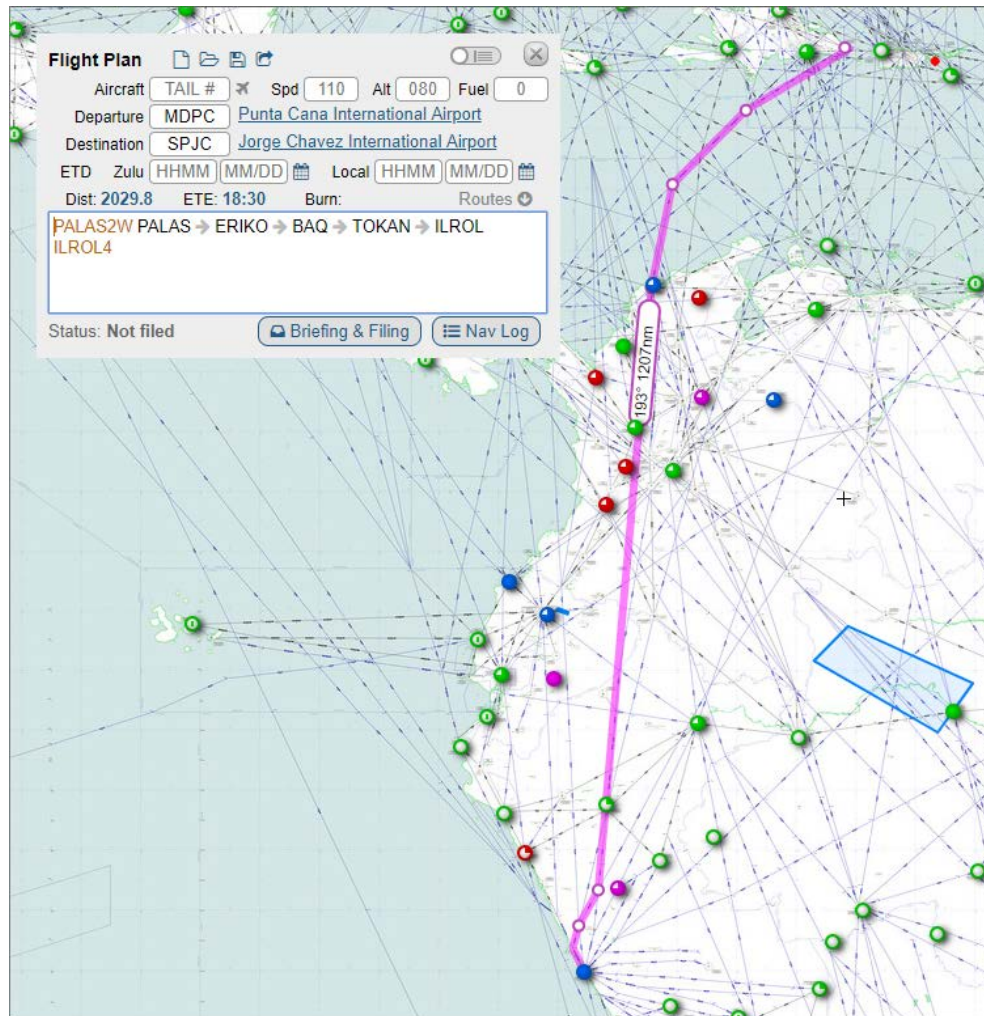 Flight Plan
Aircraft TAIL # Spd 110 Alt 080 Fuel 0
Departure MDPC Punta Cana International Airport
Destination SPJC Jorge Chavez International Airport
ETD Zulu HHMM MM/DD Local HHMM MM/DD
Dist: 2029.8 ETE: 18:30 Burn: Routes
PALAS2W PALAS ➔ ERIKO ➔ BAQ ➔ TOKAN ➔ ILROL
ILROL4
Status: Not filed Briefing & Filing Nav Log
193° 1207nm